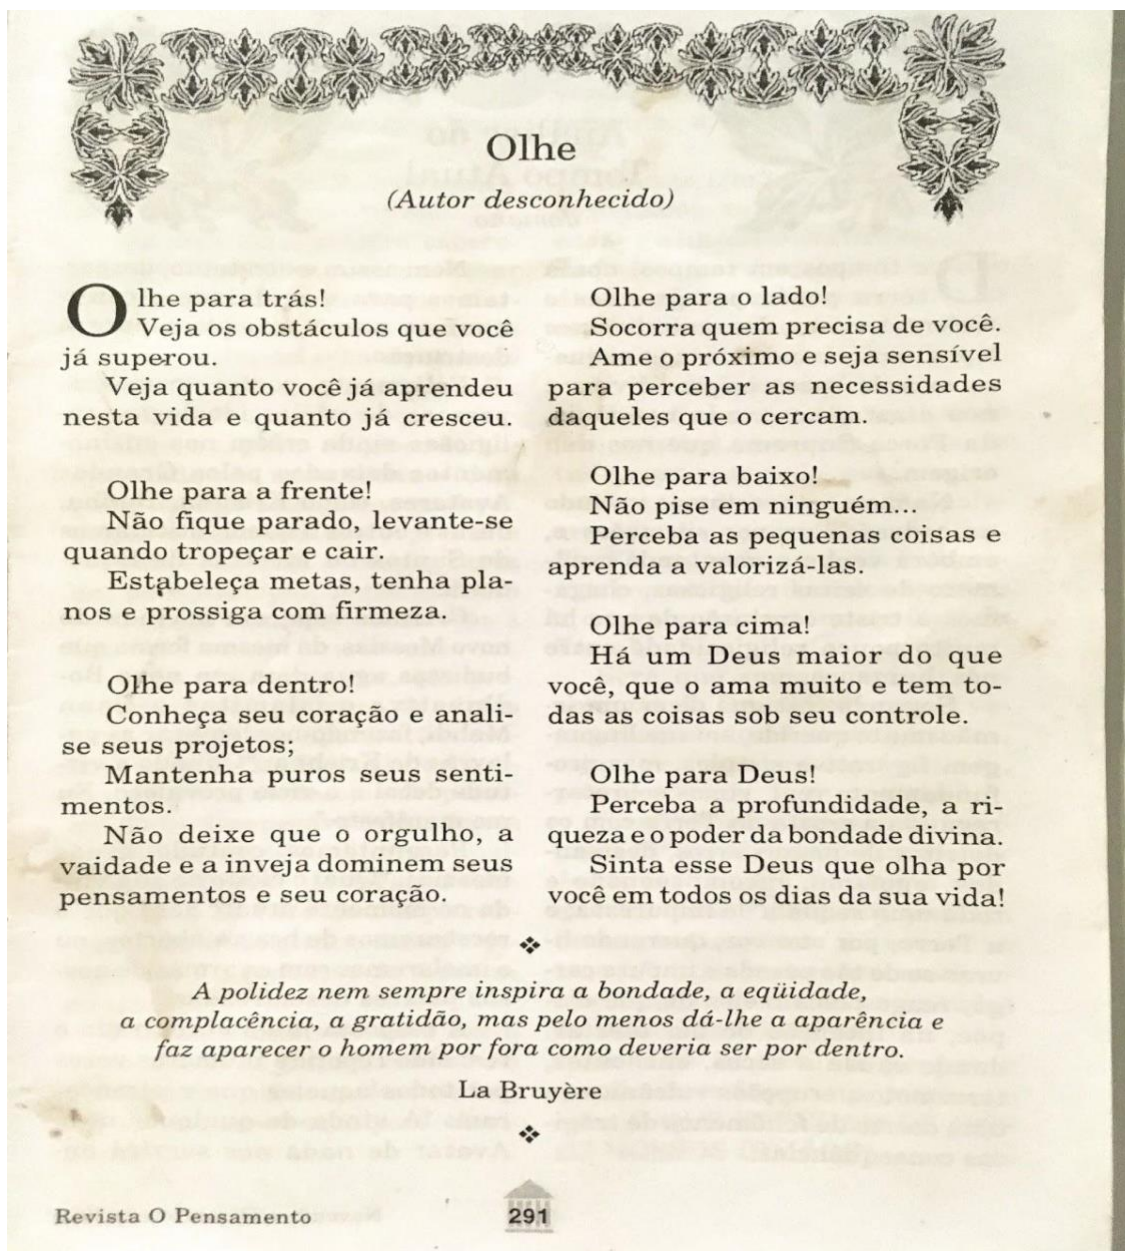 Olhe
(Autor desconhecido)
Olhe para trás!
Veja os obstáculos que você
já superou.
Veja quanto você já aprendeu
nesta vida e quanto já cresceu.
Olhe para a frente!
Não fique parado, levante-se
quando tropeçar e cair.
Estabeleça metas, tenha pla-
nos e prossiga com firmeza.
Olhe para dentro!
Conheça seu coração e anali-
se seus projetos;
Mantenha puros seus senti-
mentos.
Não deixe que o orgulho, a
vaidade e a inveja dominem seus
pensamentos e seu coração.
Olhe para o lado!
Socorra quem precisa de você.
Ame o próximo e seja sensível
para perceber as necessidades
daqueles que o cercam.
Olhe para baixo!
Não pise em ninguém...
Perceba as pequenas coisas e
aprenda a valorizá-las.
Olhe para cima!
Há um Deus maior do que
você, que o ama muito e tem to-
das as coisas sob seu controle.
Olhe para Deus!
Perceba a profundidade, a ri-
queza e o poder da bondade divina.
Sinta esse Deus que olha por
você em todos os dias da sua vida!
A polidez nem sempre inspira a bondade, a eqüidade,
a complacência, a gratidão, mas pelo menos dá-lhe a aparência e
faz aparecer o homem por fora como deveria ser por dentro.
La Bruyère
Revista O Pensamento
291